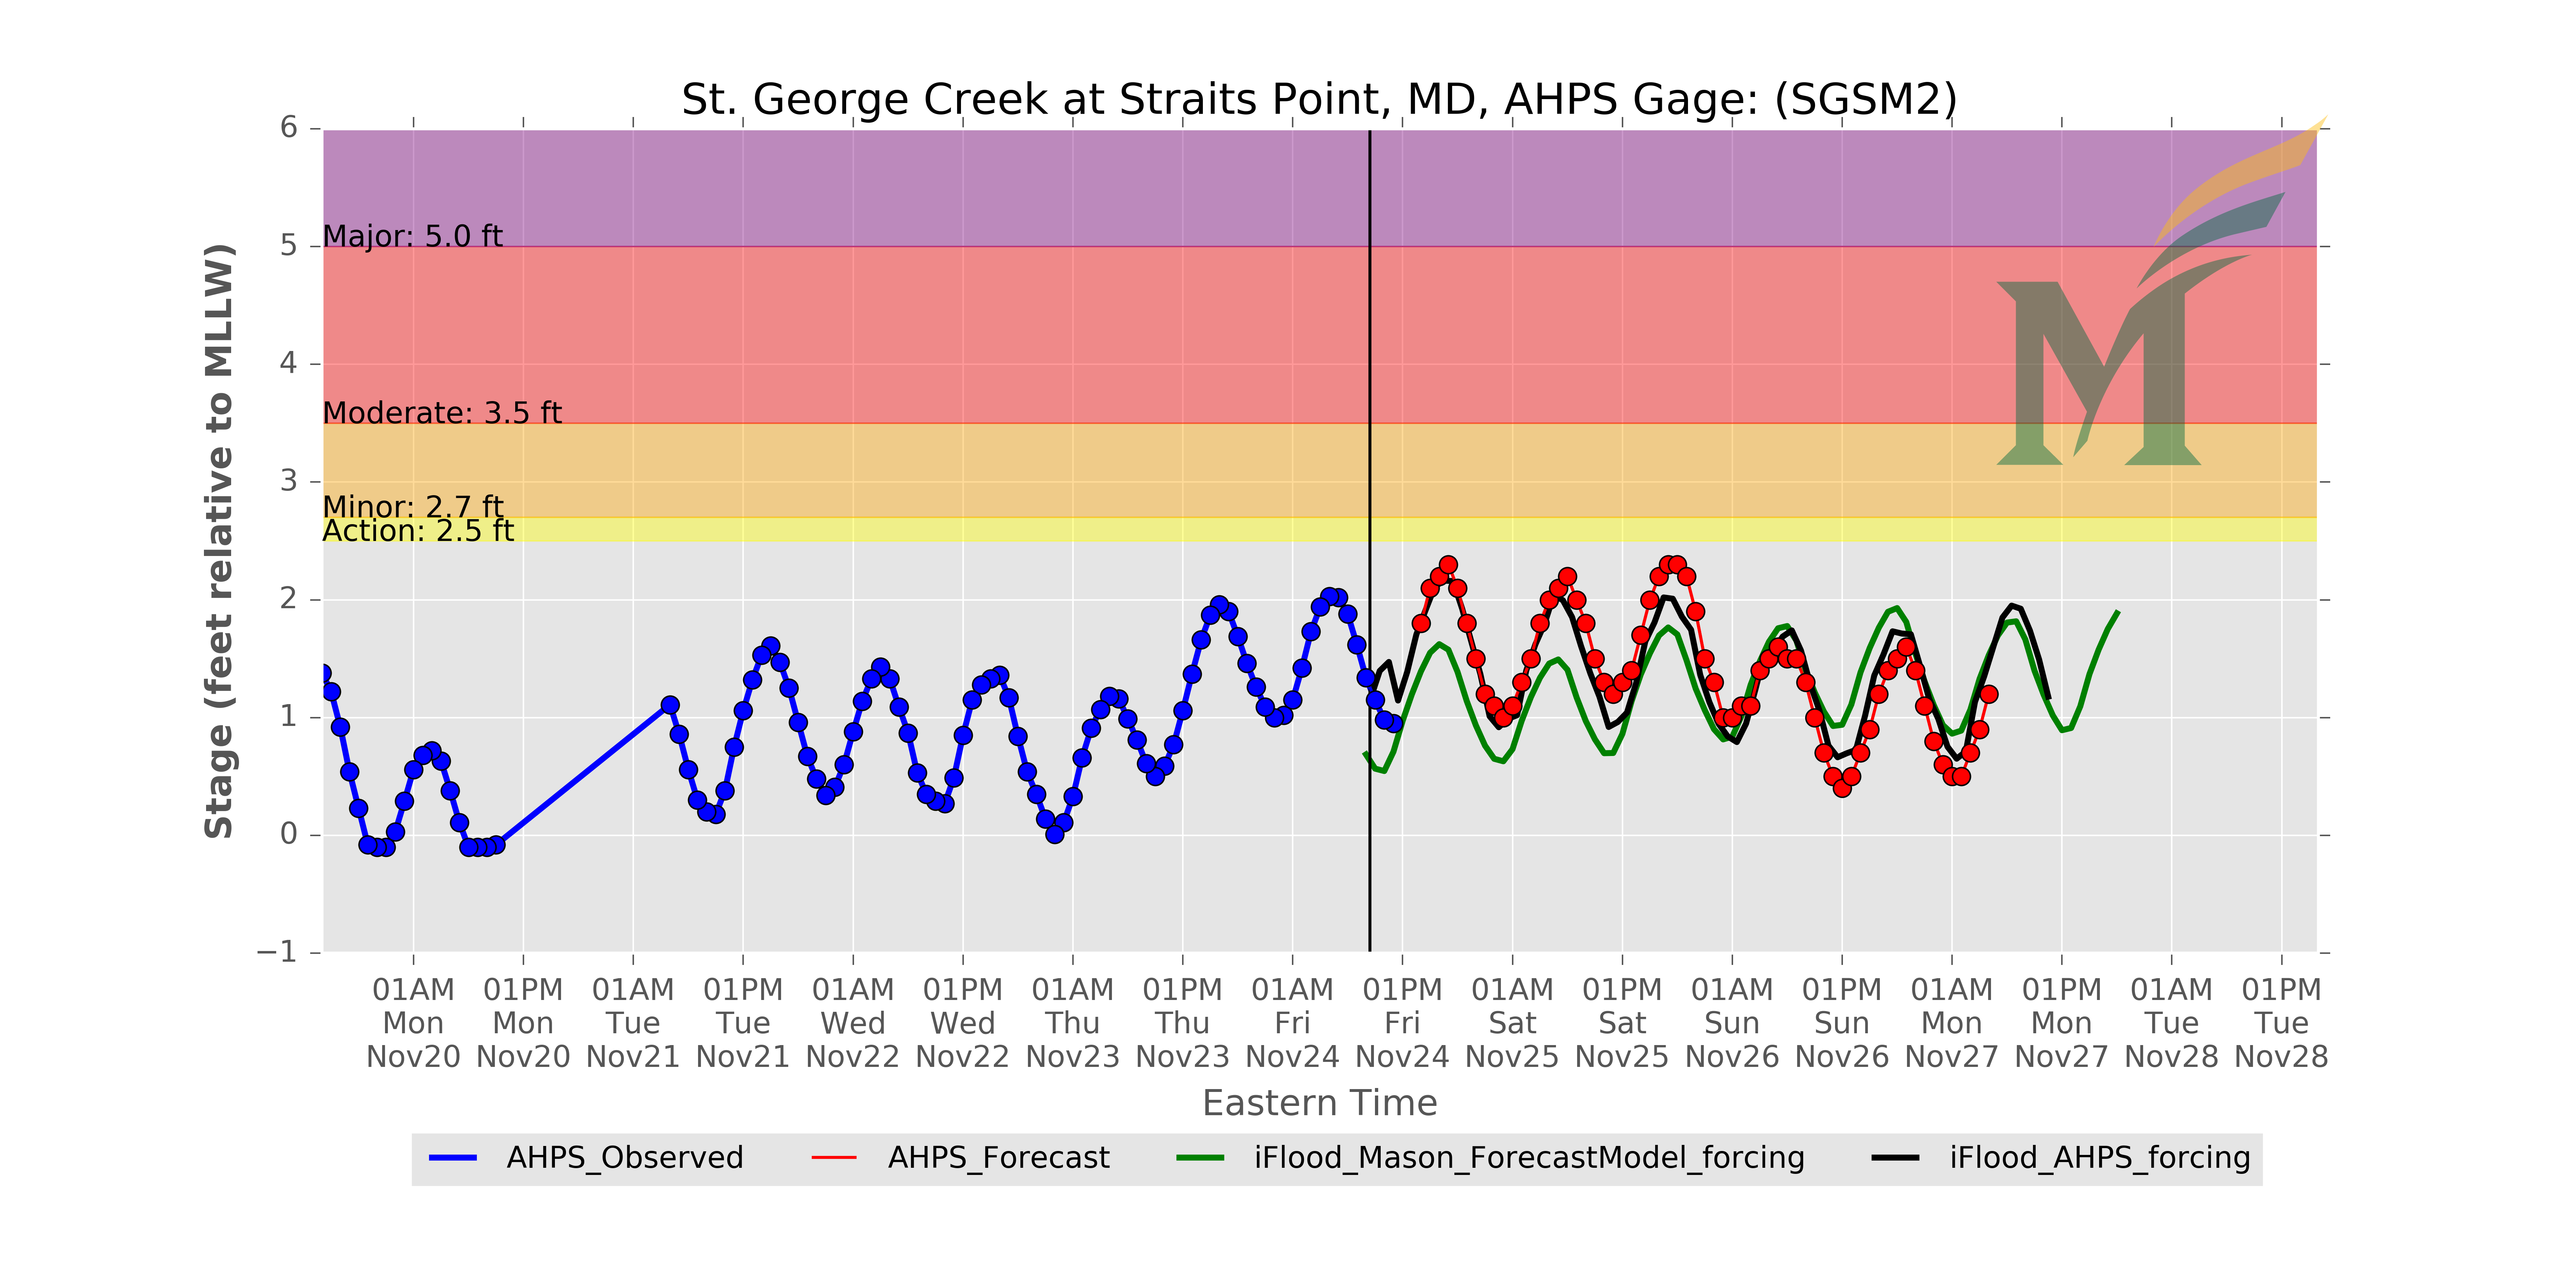 St. George Creek at Straits Point, MD, AHPS Gage: (SGSM2)
Stage (feet relative to MLLW)
6
5
4
3
2
1
0
−1
Major: 5.0 ft
Moderate: 3.5 ft
Minor: 2.7 ft
Action: 2.5 ft
M
01AM 01PM 01AM 01PM 01AM 01PM 01AM 01PM 01AM 01PM 01AM 01PM 01AM 01PM 01AM 01PM 01AM 01PM
Mon Mon Tue Tue Wed Wed Thu Thu Fri Fri Sat Sat Sun Sun Mon Mon Tue Tue
Nov20 Nov20 Nov21 Nov21 Nov22 Nov22 Nov23 Nov23 Nov24 Nov24 Nov25 Nov25 Nov26 Nov26 Nov27 Nov27 Nov28 Nov28
Eastern Time
AHPS_Observed AHPS_Forecast iFlood_Mason_ForecastModel_forcing iFlood_AHPS_forcing